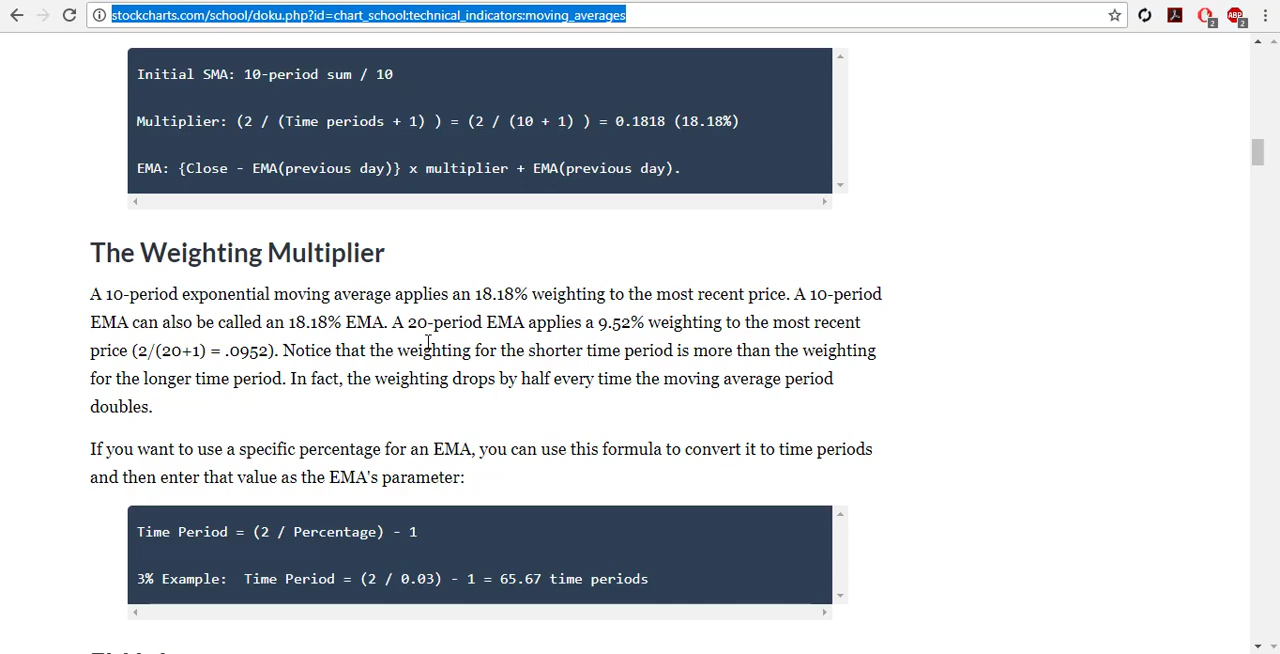 stockcharts.com/school/doku.php?id=chart_school:technical_indicators:moving_averages
2
ABP
2
Initial SMA: 10-period sum / 10
Multiplier: (2 / (Time periods + 1) ) = (2 / (10 + 1) ) = 0.1818 (18.18%)
EMA: {Close - EMA(previous day)} x multiplier + EMA(previous day).
The Weighting Multiplier
A 10-period exponential moving average applies an 18.18% weighting to the most recent price. A 10-period
EMA can also be called an 18.18% EMA. A 20-period EMA applies a 9.52% weighting to the most recent
price (2/(20+1) = .0952). Notice that the weighting for the shorter time period is more than the weighting
for the longer time period. In fact, the weighting drops by half every time the moving average period
doubles.
If you want to use a specific percentage for an EMA, you can use this formula to convert it to time periods
and then enter that value as the EMA's parameter:
Time Period = (2 / Percentage) - 1
3% Example:  Time Period = (2 / 0.03) - 1 = 65.67 time periods